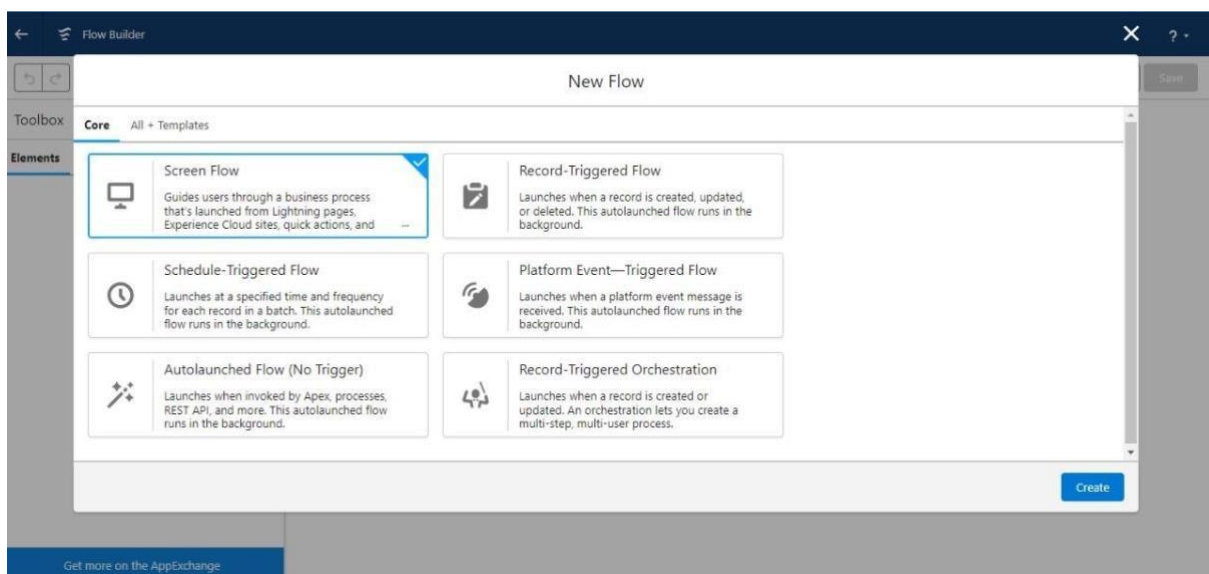 Flow Builder
?
Save
New Flow
Toolbox
Core All + Templates
Elements
Screen Flow
Guides users through a business process
that's launched from Lightning pages,
Experience Cloud sites, quick actions, and ...
Record-Triggered Flow
Launches when a record is created, updated,
or deleted. This autolaunched flow runs in the
background.
Schedule-Triggered Flow
Launches at a specified time and frequency
for each record in a batch. This autolaunched
flow runs in the background.
Platform Event—Triggered Flow
Launches when a platform event message is
received. This autolaunched flow runs in the
background.
Autolaunched Flow (No Trigger)
Launches when invoked by Apex, processes,
REST API, and more. This autolaunched flow
runs in the background.
Record-Triggered Orchestration
Launches when a record is created or
updated. An orchestration lets you create a
multi-step, multi-user process.
Create
Get more on the AppExchange